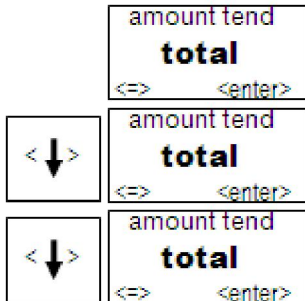 amount tend
total
<=> <enter>
amount tend
< ↓ > total
<=> <enter>
amount tend
< ↓ > total
<=> <enter>